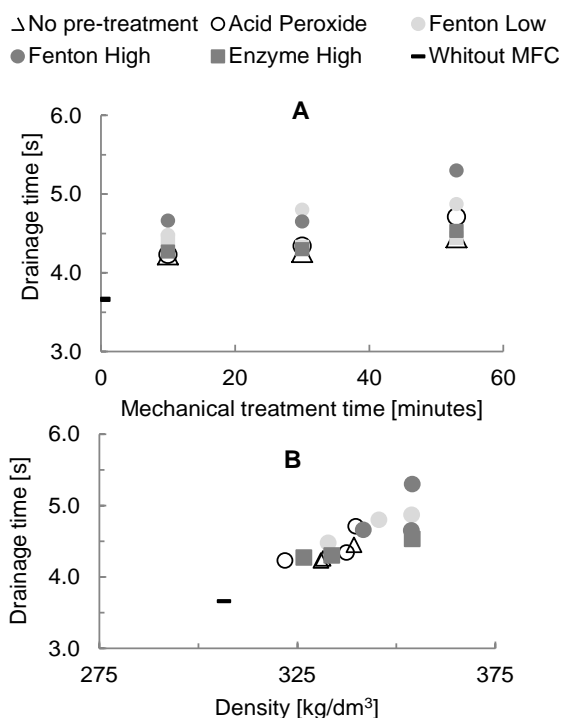 No pre-treatment Acid Peroxide Fenton Low
Fenton High Enzyme High Whitout MFC
A
6.0
5.0
4.0
3.0
Drainage time [s]
0 20 40 60
Mechanical treatment time [minutes]
B
6.0
5.0
4.0
3.0
Drainage time [s]
275 325 375
Density [kg/dm³]